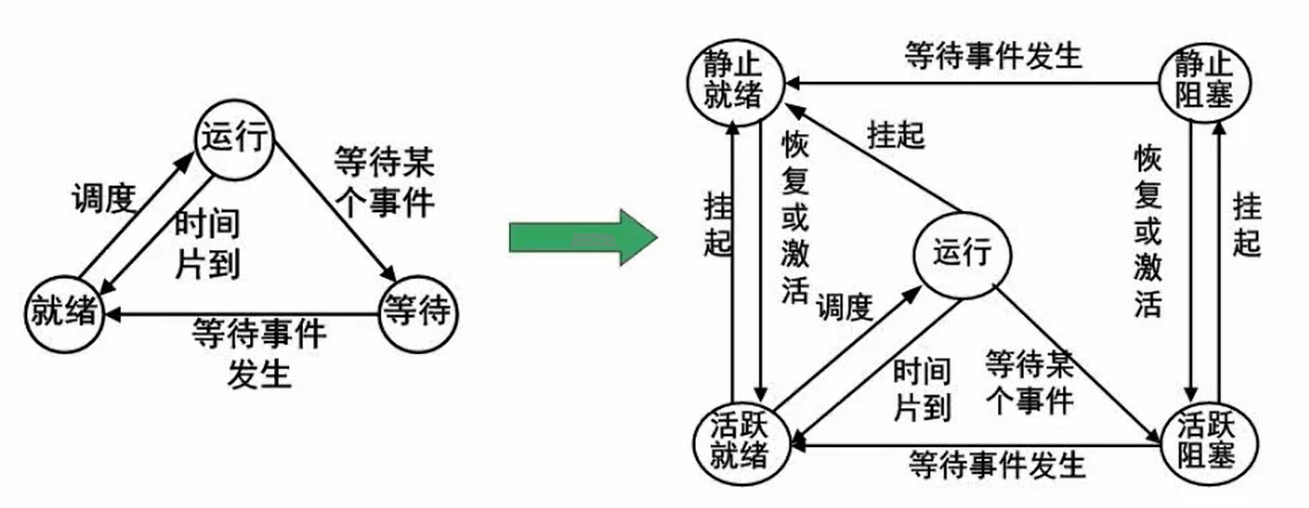 运行
调度
等待某
个事件
时间
片到
就绪
等待
等待事件
发生
静止
就绪
等待事件发生
静止
阻塞
挂起
恢
复
或
激
活
挂
起
恢
复
或
激
活
挂
起
运行
调度
时间
片到
等待某
个事件
活跃
就绪
等待事件发生
活跃
阻塞